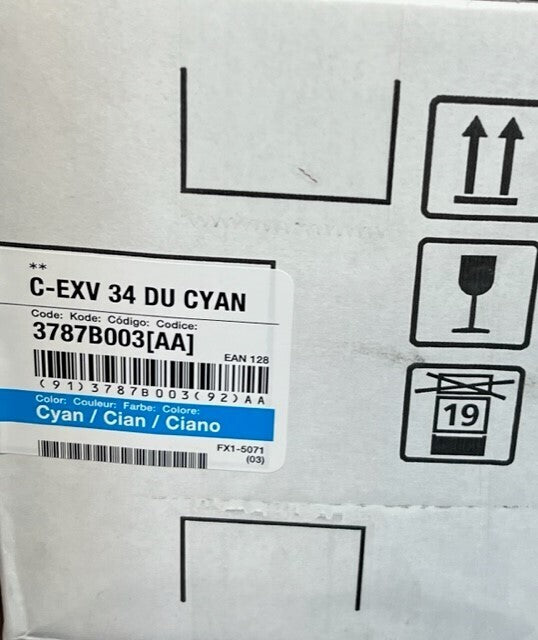 **
C-EXV 34 DU CYAN
Code: Kode: Código: Codice:
3787B003[AA]
EAN 128
(91)3787B003(92)AA
Color: Couleur: Farbe: Colore:
Cyan / Cian / Ciano
FX1-5071
(03)
19